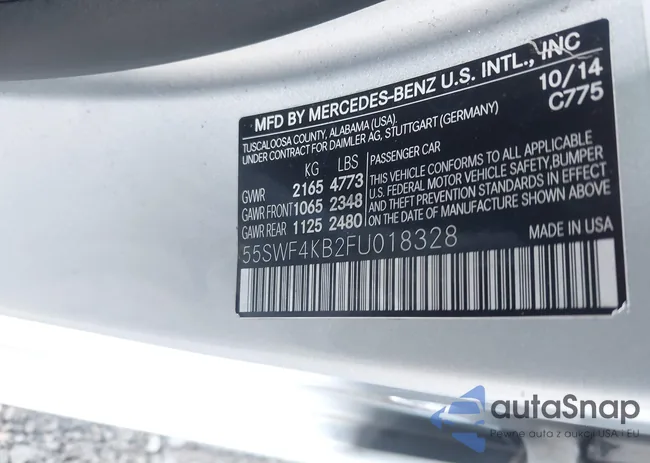 MFD BY MERCEDES-BENZ U.S. INTL., INC
TUSCALOOSA COUNTY, ALABAMA (USA). 10/14
UNDER CONTRACT FOR DAIMLER AG, STUTTGART (GERMANY) C775
KG LBS PASSENGER CAR
GVWR 2165 4773 THIS VEHICLE CONFORMS TO ALL APPLICABLE
GAWR FRONT 1065 2348 U.S. FEDERAL MOTOR VEHICLE SAFETY, BUMPER
GAWR REAR 1125 2480 AND THEFT PREVENTION STANDARDS IN EFFECT
ON THE DATE OF MANUFACTURE SHOWN ABOVE
55SWF4KB2FU018328 MADE IN USA
autaSnap
Pewne auta z aukcji USA i EU